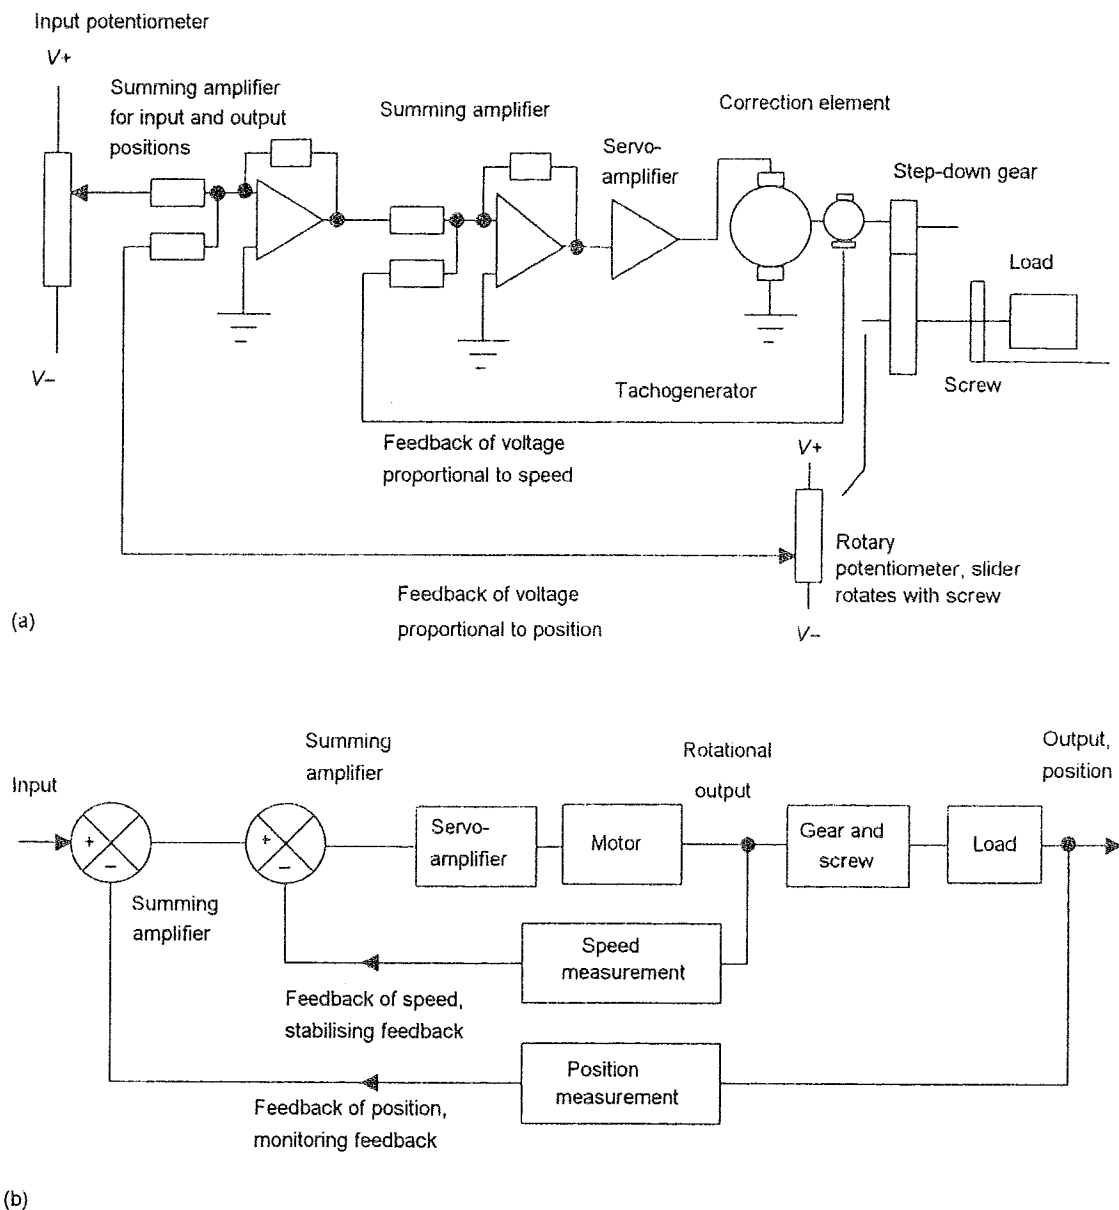 Input potentiometer
V+
Summing amplifier
for input and output
positions
Summing amplifier
Correction element
Servo-
amplifier
Step-down gear
Load
V–
Screw
Tachogenerator
Feedback of voltage
proportional to speed
V+
Rotary
potentiometer, slider
rotates with screw
Feedback of voltage
proportional to position
V–
(a)
Summing
amplifier
Rotational
output
Output,
position
Input
+
–
+
–
Servo-
amplifier
Motor
Gear and
screw
Load
Summing
amplifier
Speed
measurement
Feedback of speed,
stabilising feedback
Position
measurement
Feedback of position,
monitoring feedback
(b)